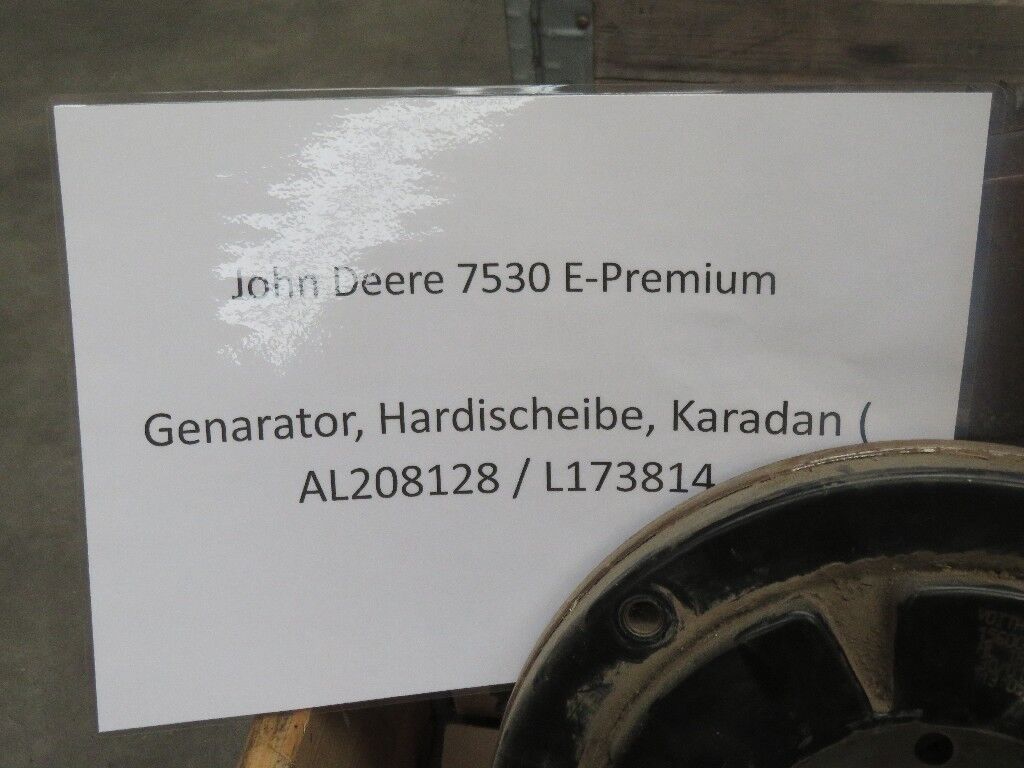 John Deere 7530 E-Premium
Genarator, Hardischeibe, Karadan (
AL208128 / L173814